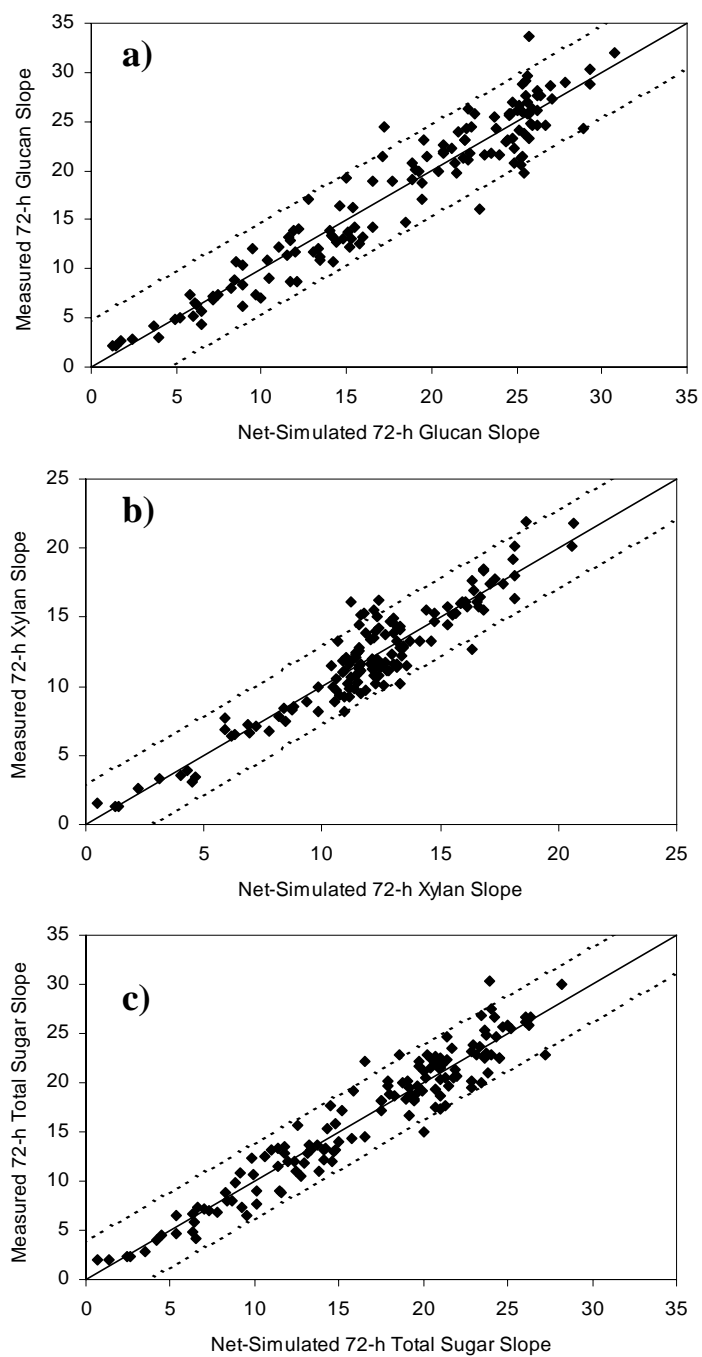 a)
Measured 72-h Glucan Slope
35
30
25
20
15
10
5
0
0 5 10 15 20 25 30 35
Net-Simulated 72-h Glucan Slope
b)
Measured 72-h Xylan Slope
25
20
15
10
5
0
0 5 10 15 20 25
Net-Simulated 72-h Xylan Slope
c)
Measured 72-h Total Sugar Slope
35
30
25
20
15
10
5
0
0 5 10 15 20 25 30 35
Net-Simulated 72-h Total Sugar Slope